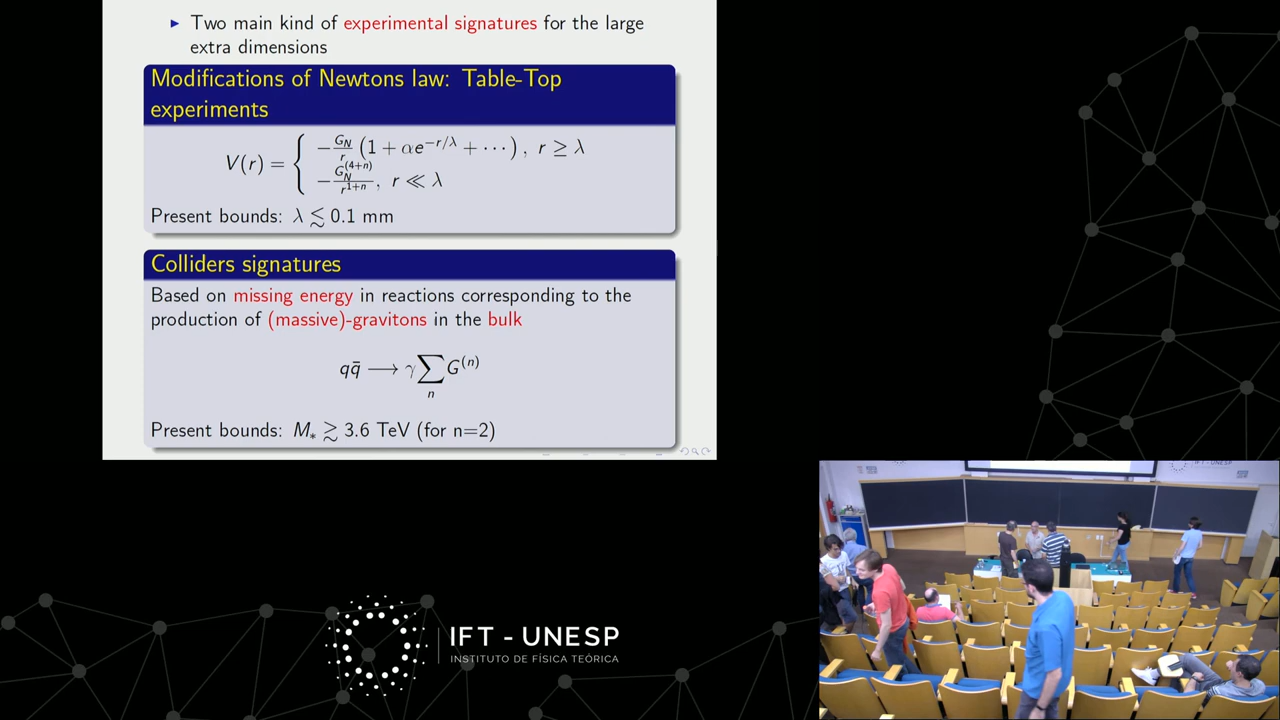 ▶ Two main kind of experimental signatures for the large
extra dimensions
Modifications of Newtons law: Table-Top
experiments
V(r) = { −G_N/r (1 + αe^{−r/λ} + ⋯), r ≥ λ
−G_N^{(4+n)}/r^{1+n}, r ≪ λ
Present bounds: λ ≲ 0.1 mm
Colliders signatures
Based on missing energy in reactions corresponding to the
production of (massive)-gravitons in the bulk
qq̄ ⟶ γ ∑_n G^{(n)}
Present bounds: M_* ≳ 3.6 TeV (for n=2)
IFT - UNESP
INSTITUTO DE FÍSICA TEÓRICA
IFT - UNESP